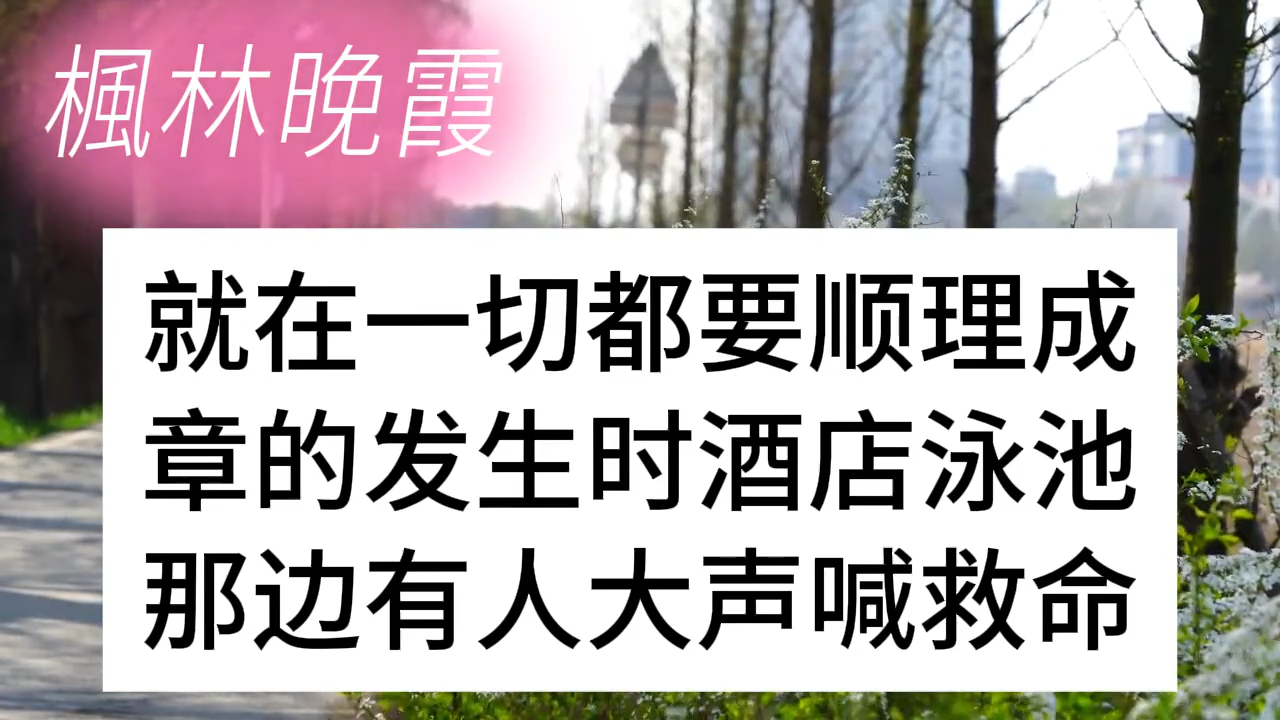 楓林晚霞
就在一切都要顺理成
章的发生时酒店泳池
那边有人大声喊救命